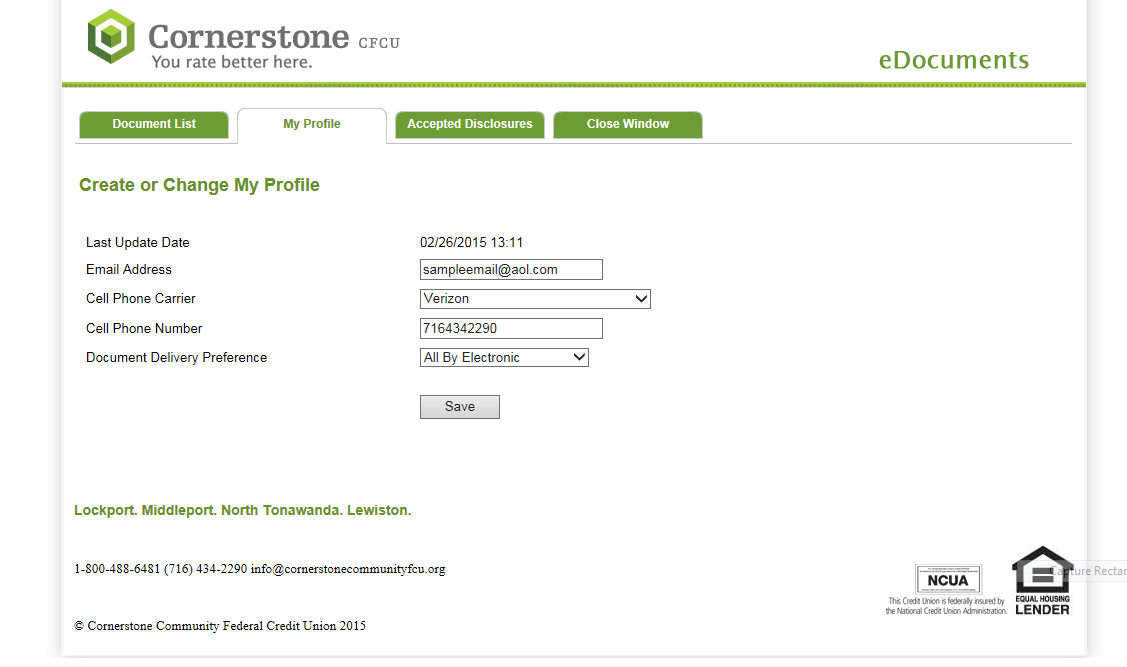 Cornerstone CFCU
You rate better here.
eDocuments
Document List
My Profile
Accepted Disclosures
Close Window
Create or Change My Profile
Last Update Date 02/26/2015 13:11
Email Address sampleemail@aol.com
Cell Phone Carrier Verizon
Cell Phone Number 7164342290
Document Delivery Preference All By Electronic
Save
Lockport. Middleport. North Tonawanda. Lewiston.
1-800-488-6481 (716) 434-2290 info@cornerstonecommunityfcu.org
NCUA
This Credit Union is federally insured by
the National Credit Union Administration.
EQUAL HOUSING
LENDER
Capture Rectan
© Cornerstone Community Federal Credit Union 2015